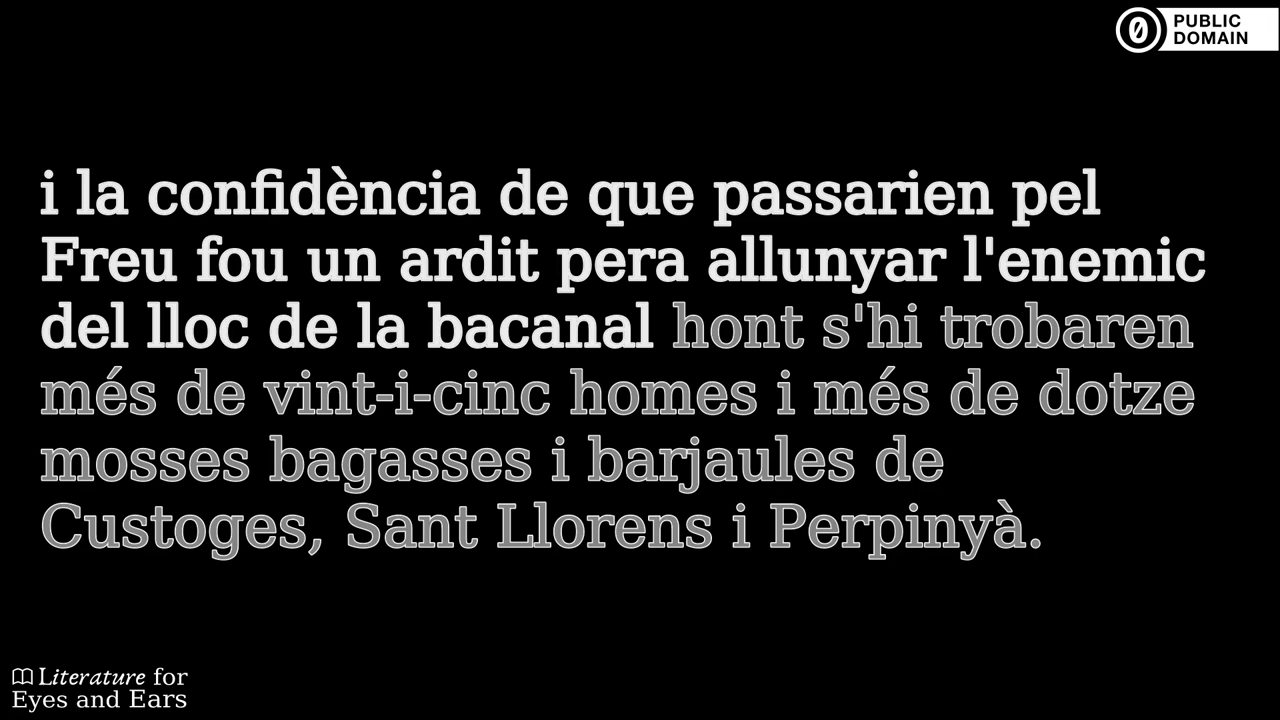 PUBLIC
DOMAIN
i la confidència de que passarien pel
Freu fou un ardit pera allunyar l'enemic
del lloc de la bacanal hont s'hi trobaren
més de vint-i-cinc homes i més de dotze
mosses bagasses i barjaules de
Custoges, Sant Llorens i Perpinyà.
Literature for
Eyes and Ears